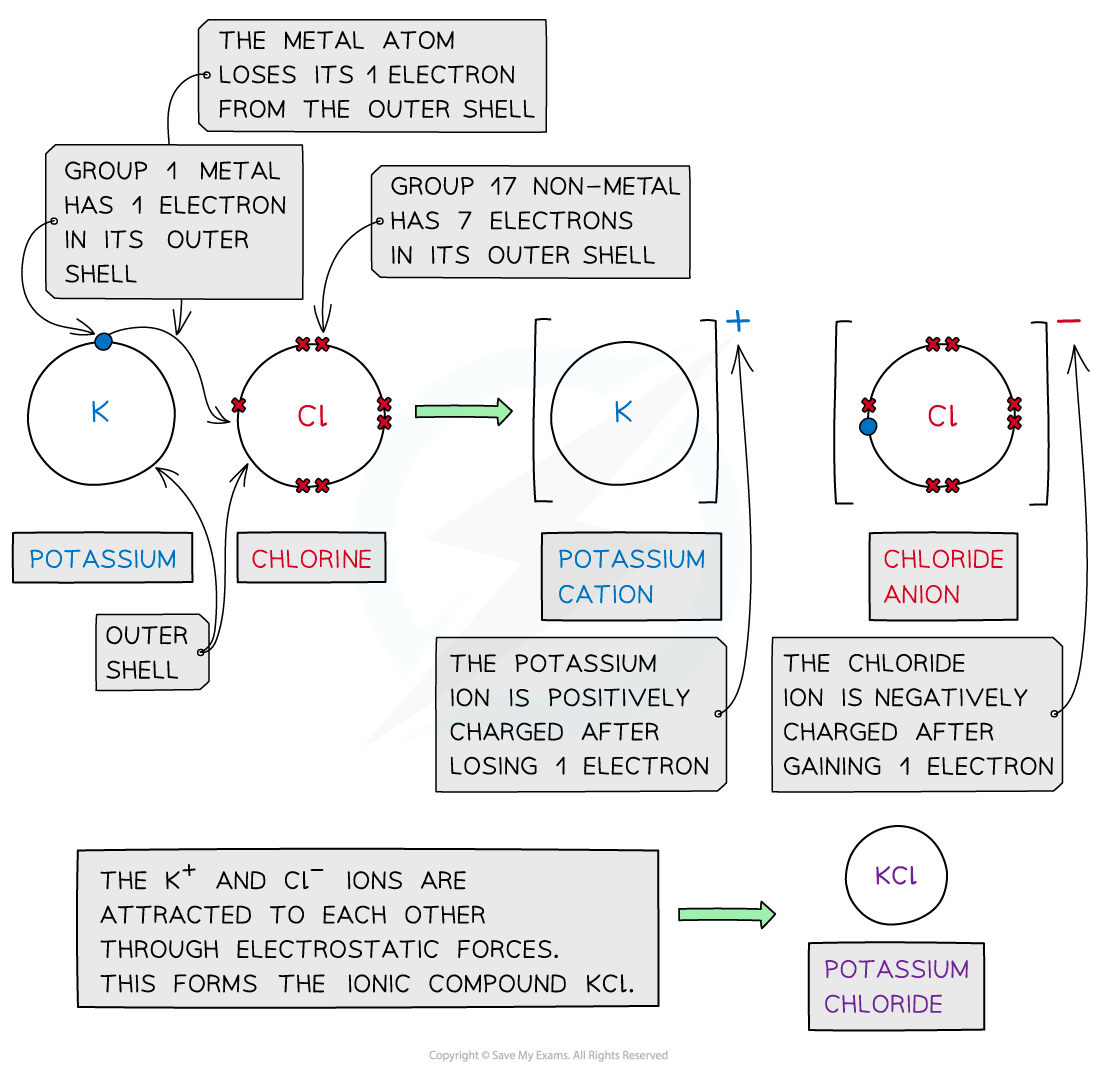 THE METAL ATOM
LOSES ITS 1 ELECTRON
FROM THE OUTER SHELL
GROUP 1 METAL
HAS 1 ELECTRON
IN ITS OUTER
SHELL
GROUP 17 NON-METAL
HAS 7 ELECTRONS
IN ITS OUTER SHELL
K
Cl
K
+
Cl
−
POTASSIUM
CHLORINE
POTASSIUM
CATION
CHLORIDE
ANION
OUTER
SHELL
THE POTASSIUM
ION IS POSITIVELY
CHARGED AFTER
LOSING 1 ELECTRON
THE CHLORIDE
ION IS NEGATIVELY
CHARGED AFTER
GAINING 1 ELECTRON
THE K⁺ AND Cl⁻ IONS ARE
ATTRACTED TO EACH OTHER
THROUGH ELECTROSTATIC FORCES.
THIS FORMS THE IONIC COMPOUND KCl.
KCl
POTASSIUM
CHLORIDE
Copyright © Save My Exams. All Rights Reserved